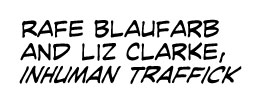 RAFE BLAUFARB
AND LIZ CLARKE,
INHUMAN TRAFFICK